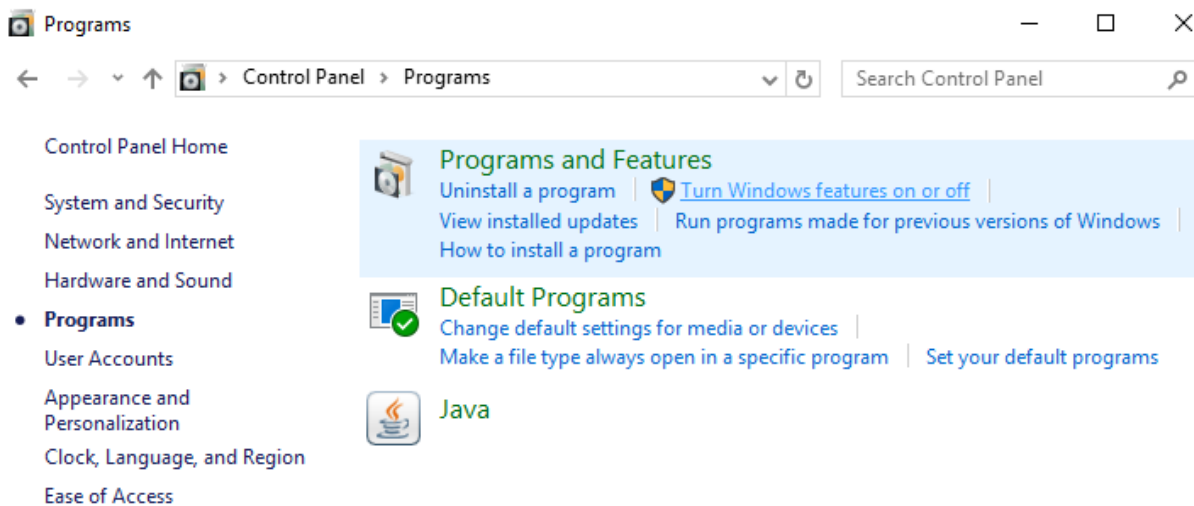 Programs
Control Panel > Programs
Search Control Panel
Control Panel Home
System and Security
Network and Internet
Hardware and Sound
Programs
User Accounts
Appearance and
Personalization
Clock, Language, and Region
Ease of Access
Programs and Features
Uninstall a program Turn Windows features on or off
View installed updates Run programs made for previous versions of Windows
How to install a program
Default Programs
Change default settings for media or devices
Make a file type always open in a specific program Set your default programs
Java